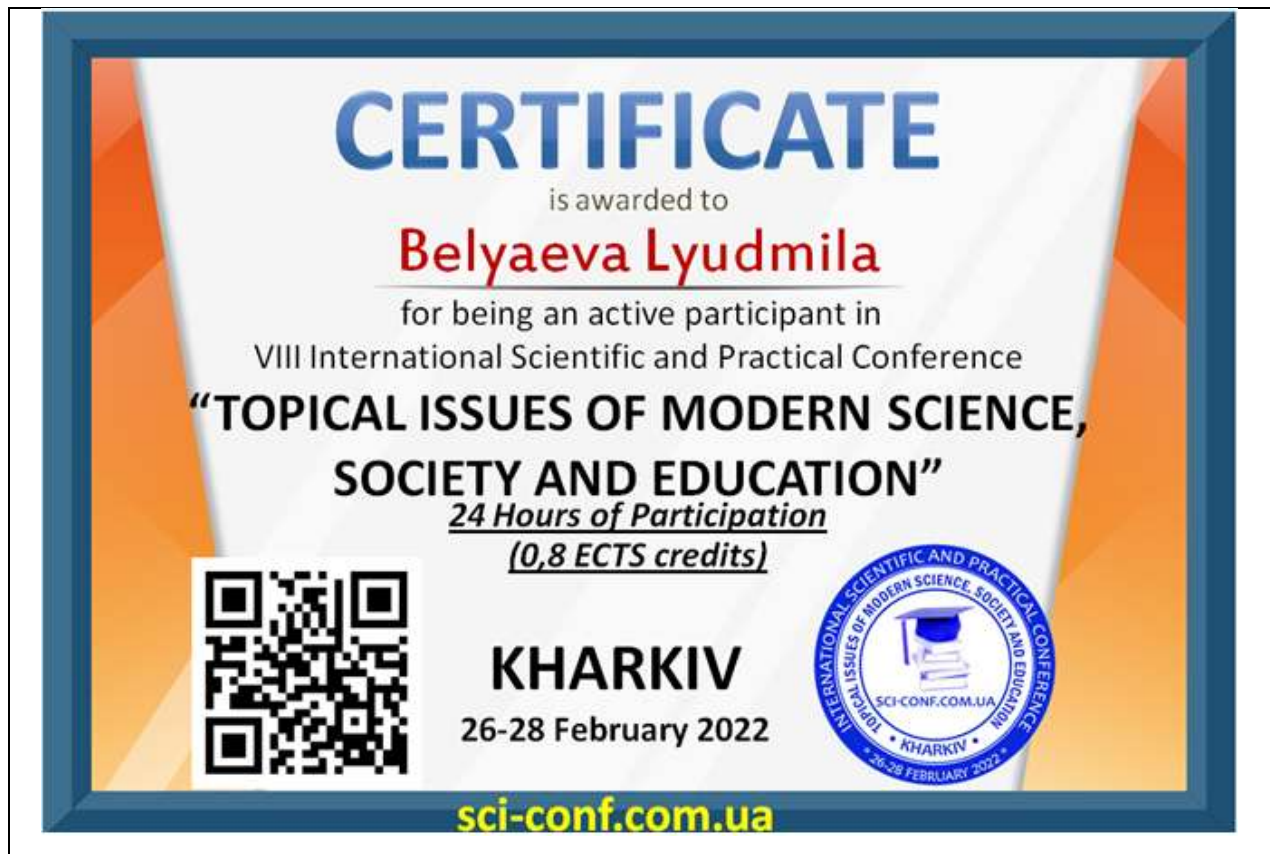 CERTIFICATE
is awarded to
Belyaeva Lyudmila
for being an active participant in
VIII International Scientific and Practical Conference
“TOPICAL ISSUES OF MODERN SCIENCE,
SOCIETY AND EDUCATION”
24 Hours of Participation
(0,8 ECTS credits)
KHARKIV
26-28 February 2022
INTERNATIONAL SCIENTIFIC AND PRACTICAL CONFERENCE
TOPICAL ISSUES OF MODERN SCIENCE, SOCIETY AND EDUCATION
SCI-CONF.COM.UA
• KHARKIV •
* 26-28 FEBRUARY 2022 *
sci-conf.com.ua